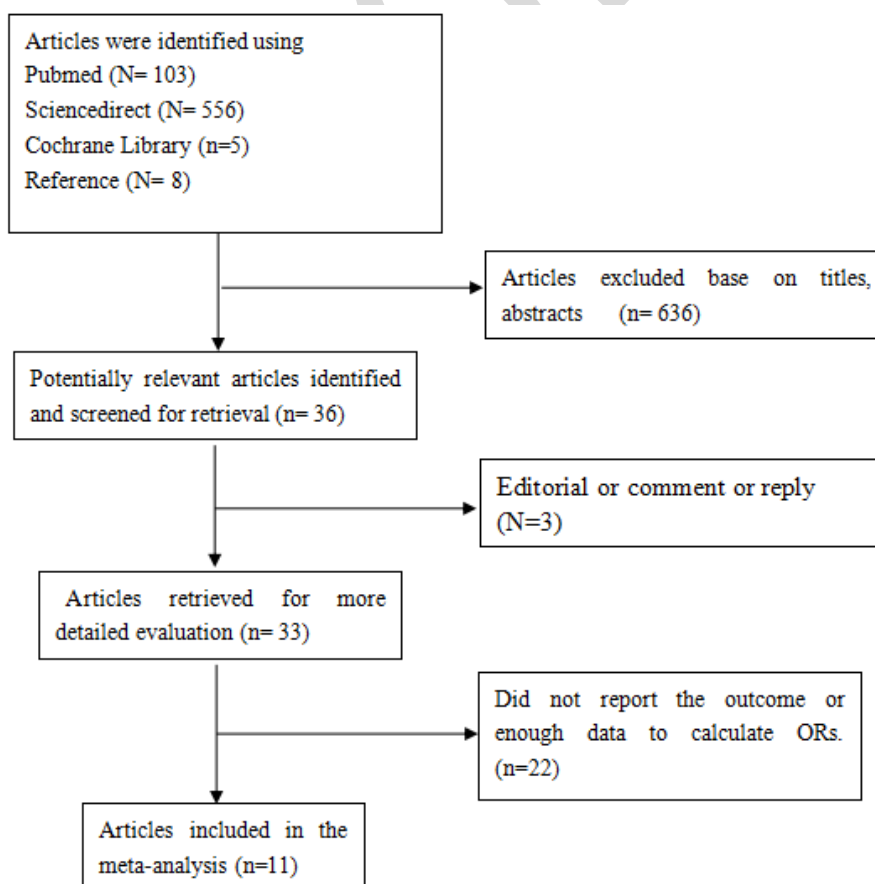 Articles were identified using
Pubmed (N= 103)
Sciencedirect (N= 556)
Cochrane Library (n=5)
Reference (N= 8)
Articles excluded base on titles,
abstracts (n= 636)
Potentially relevant articles identified
and screened for retrieval (n= 36)
Editorial or comment or reply
(N=3)
Articles retrieved for more
detailed evaluation (n= 33)
Did not report the outcome or
enough data to calculate ORs.
(n=22)
Articles included in the
meta-analysis (n=11)